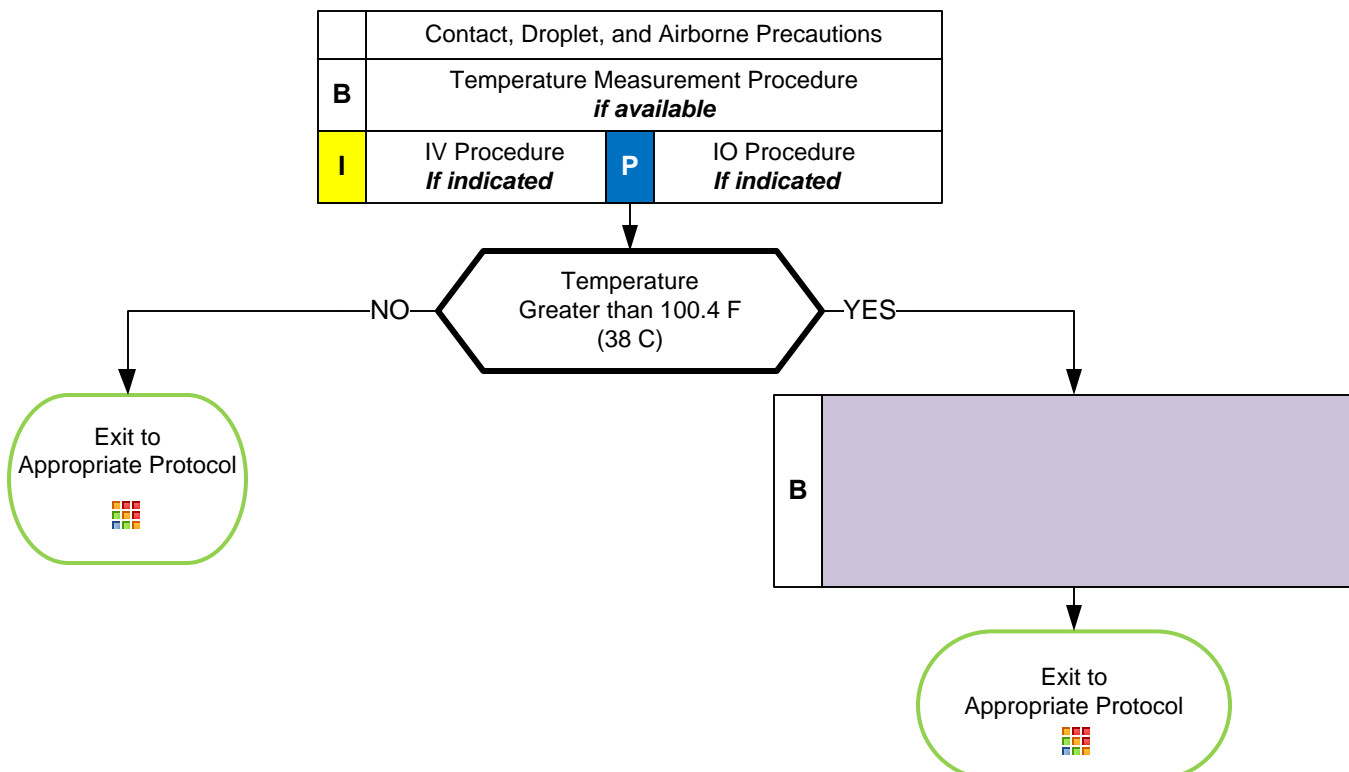 Contact, Droplet, and Airborne Precautions
B
Temperature Measurement Procedure
if available
I
IV Procedure
If indicated
P
IO Procedure
If indicated
Temperature
Greater than 100.4 F
(38 C)
NO
YES
Exit to
Appropriate Protocol
B
Exit to
Appropriate Protocol